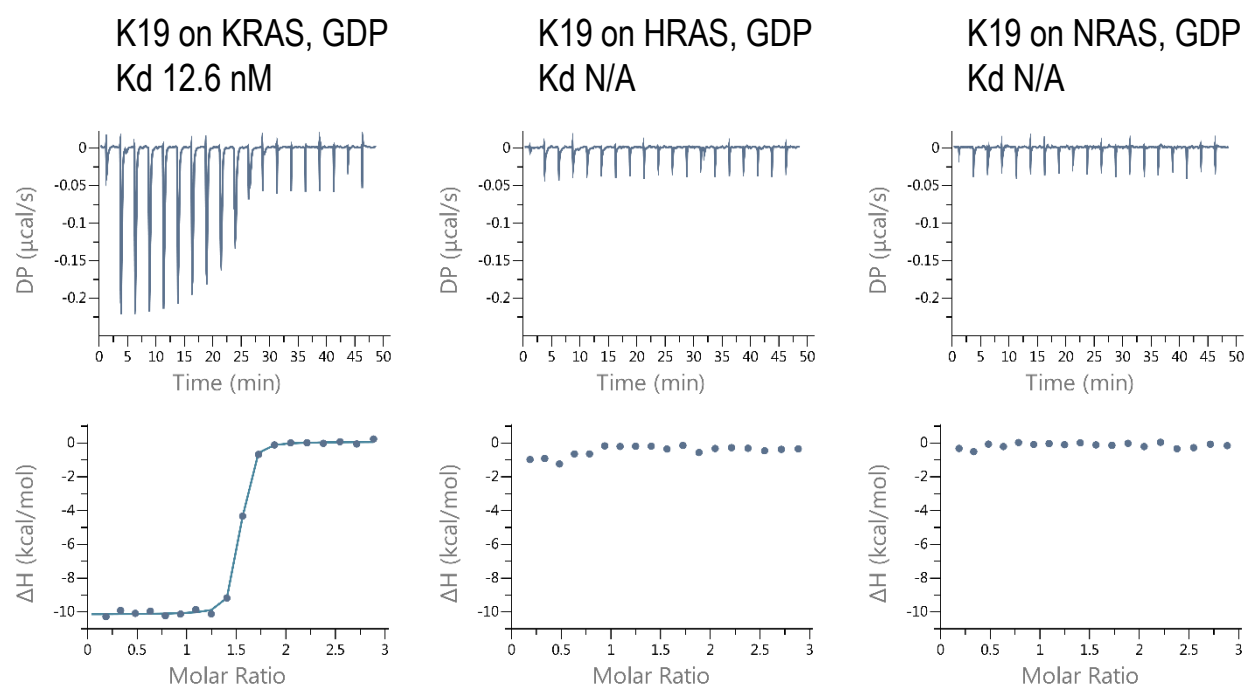 K19 on KRAS, GDP
Kd 12.6 nM
K19 on HRAS, GDP
Kd N/A
K19 on NRAS, GDP
Kd N/A
DP (µcal/s)
0
-0.05
-0.1
-0.15
-0.2
0 5 10 15 20 25 30 35 40 45 50
Time (min)
DP (µcal/s)
0
-0.05
-0.1
-0.15
-0.2
0 5 10 15 20 25 30 35 40 45 50
Time (min)
DP (µcal/s)
0
-0.05
-0.1
-0.15
-0.2
0 5 10 15 20 25 30 35 40 45 50
Time (min)
ΔH (kcal/mol)
0
-2
-4
-6
-8
-10
0 0.5 1 1.5 2 2.5 3
Molar Ratio
ΔH (kcal/mol)
0
-2
-4
-6
-8
-10
0 0.5 1 1.5 2 2.5 3
Molar Ratio
ΔH (kcal/mol)
0
-2
-4
-6
-8
-10
0 0.5 1 1.5 2 2.5 3
Molar Ratio